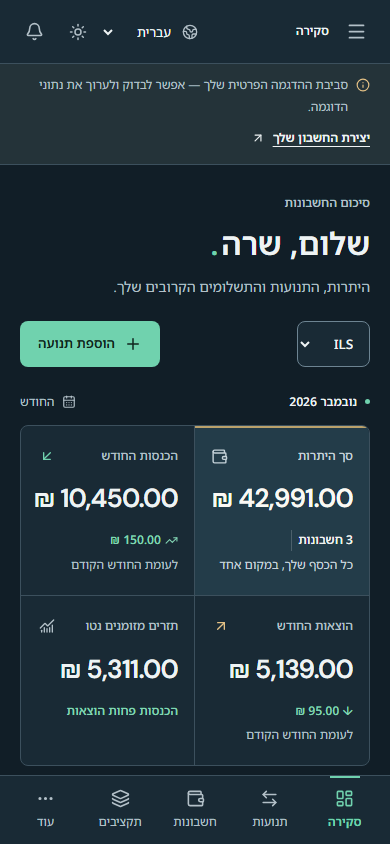 סקירה
עברית
סביבת ההדגמה הפרטית שלך — אפשר לבדוק ולערוך את נתוני
הדוגמה.
יצירת החשבון שלך
סיכום החשבונות
שלום, שרה.
היתרות, התנועות והתשלומים הקרובים שלך.
ILS
הוספת תנועה
נובמבר 2026
החודש
סך היתרות
42,991.00 ₪
3 חשבונות
כל הכסף שלך, במקום אחד
הכנסות החודש
10,450.00 ₪
150.00 ₪
לעומת החודש הקודם
הוצאות החודש
5,139.00 ₪
95.00 ₪
לעומת החודש הקודם
תזרים מזומנים נטו
5,311.00 ₪
הכנסות פחות הוצאות
סקירה
תנועות
חשבונות
תקציבים
עוד